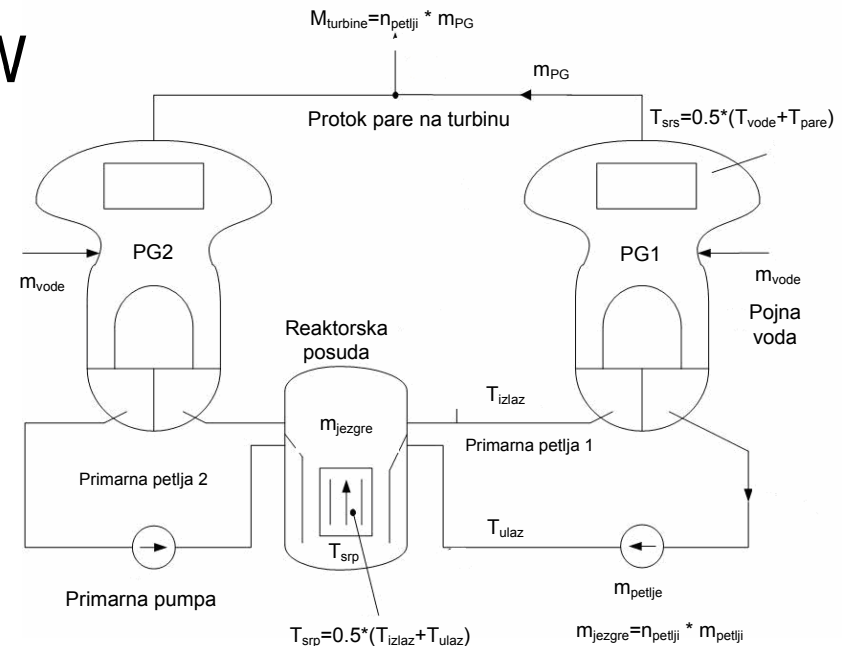 M_turbine=n_petlji * m_PG
m_PG
Protok pare na turbinu
T_srs=0.5*(T_vode+T_pare)
PG2
PG1
m_vode
m_vode
Pojna
voda
Reaktorska
posuda
m_jezgre
T_izlaz
Primarna petlja 1
Primarna petlja 2
T_ulaz
T_srp
Primarna pumpa
m_petlje
T_srp=0.5*(T_izlaz+T_ulaz)
m_jezgre=n_petlji * m_petlji